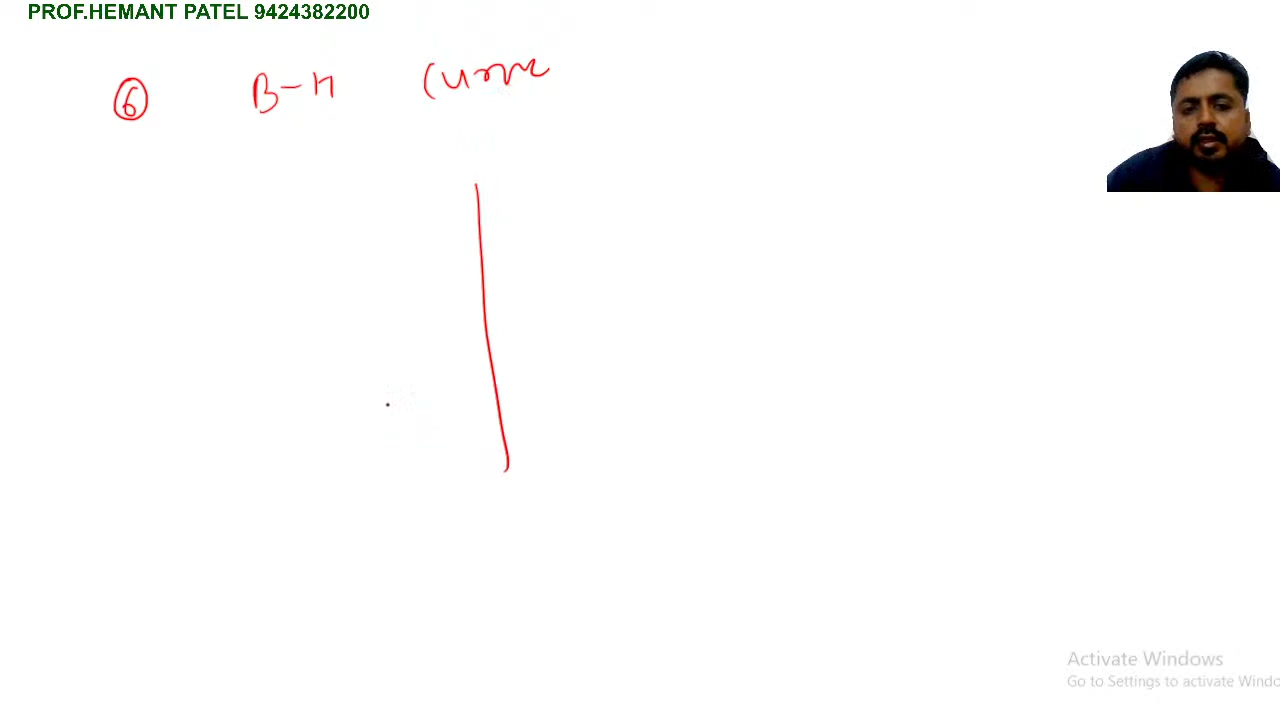 PROF.HEMANT PATEL 9424382200
⑥ B-H Curve
Activate Windows
Go to Settings to activate Windo